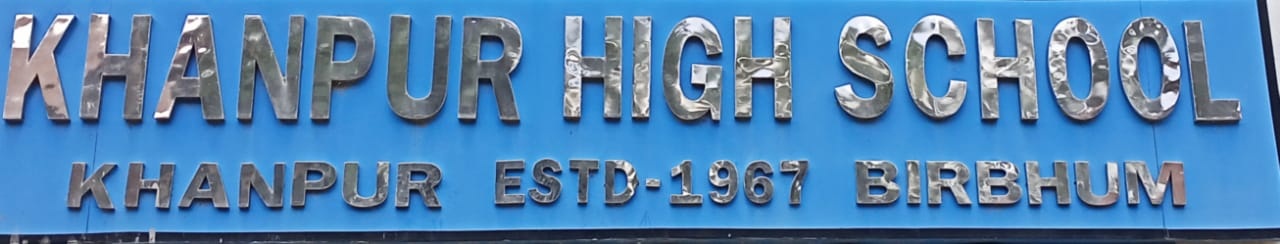 KHANPUR HIGH SCHOOL
KHANPUR ESTD-1967 BIRBHUM